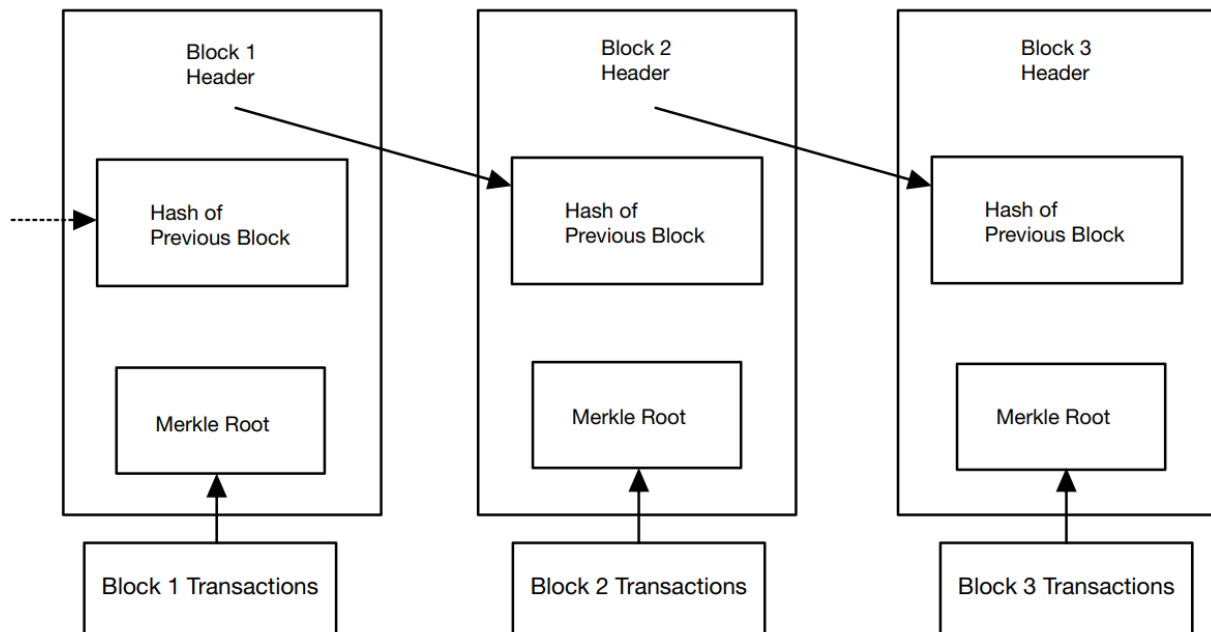 Block 1
Header
Block 2
Header
Block 3
Header
Hash of
Previous Block
Hash of
Previous Block
Hash of
Previous Block
Merkle Root
Merkle Root
Merkle Root
Block 1 Transactions
Block 2 Transactions
Block 3 Transactions